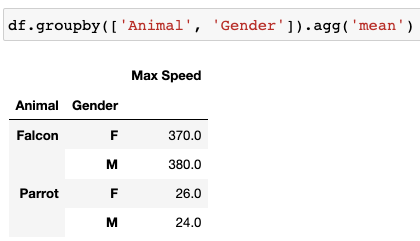 df.groupby(['Animal', 'Gender']).agg('mean')
Max Speed
Animal Gender
Falcon F 370.0
M 380.0
Parrot F 26.0
M 24.0